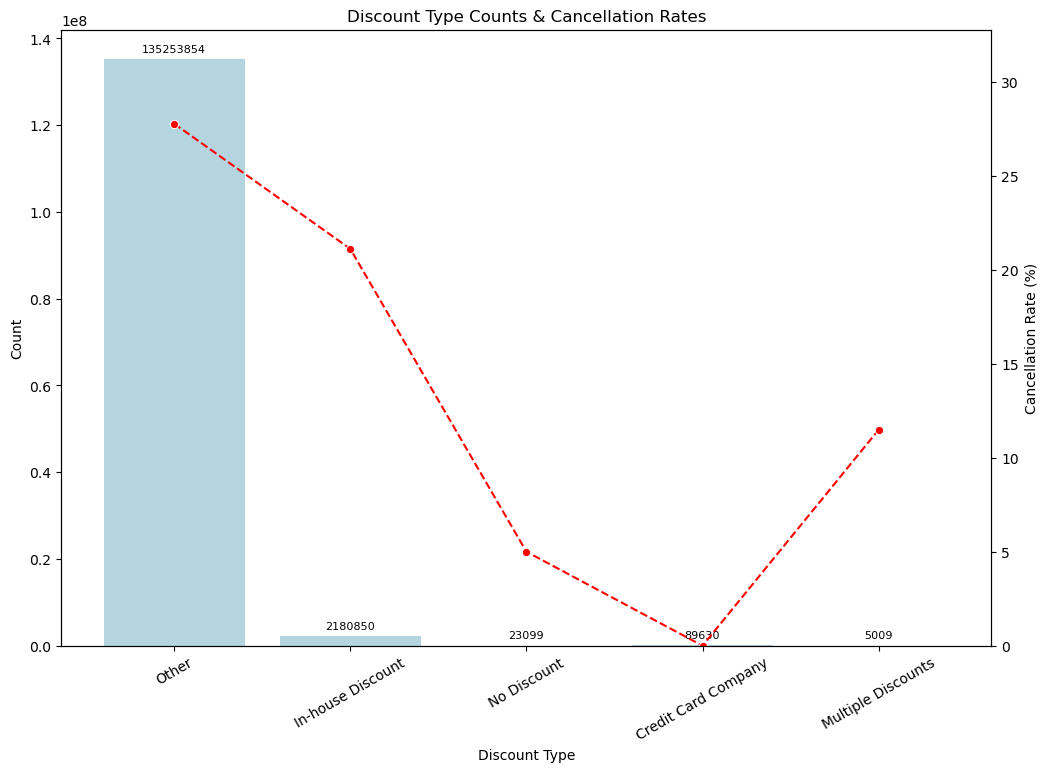 Discount Type Counts & Cancellation Rates
1e8
1.4
1.2
1.0
0.8
0.6
0.4
0.2
0.0
Count
135253854
2180850
23099
89630
5009
30
25
20
15
10
5
0
Cancellation Rate (%)
Other
In-house Discount
No Discount
Credit Card Company
Multiple Discounts
Discount Type